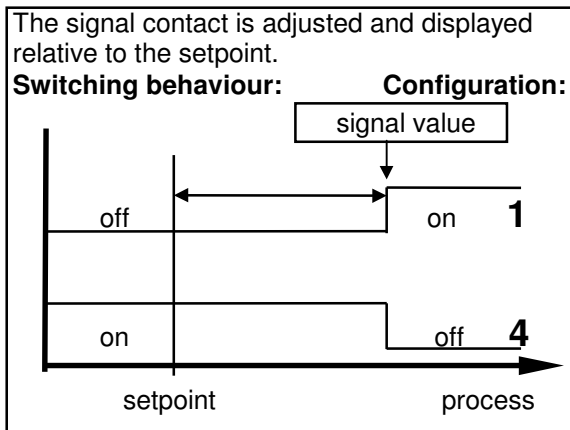 The signal contact is adjusted and displayed
relative to the setpoint.
Switching behaviour: Configuration:
signal value
off on 1
on off 4
setpoint process